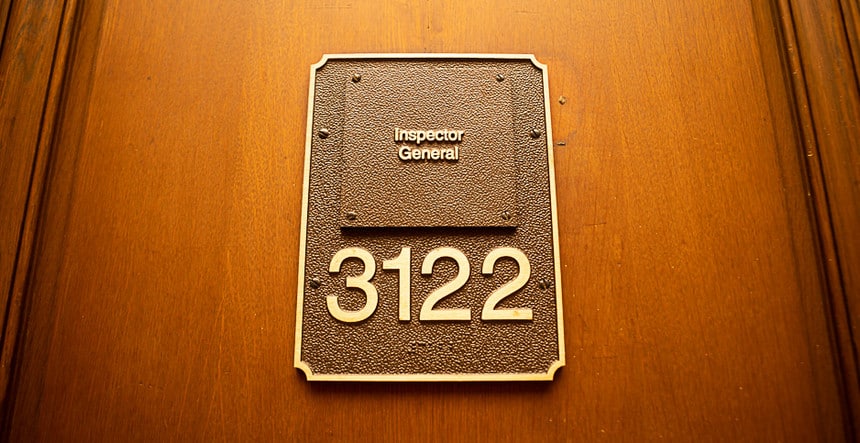 Inspector
General
3122